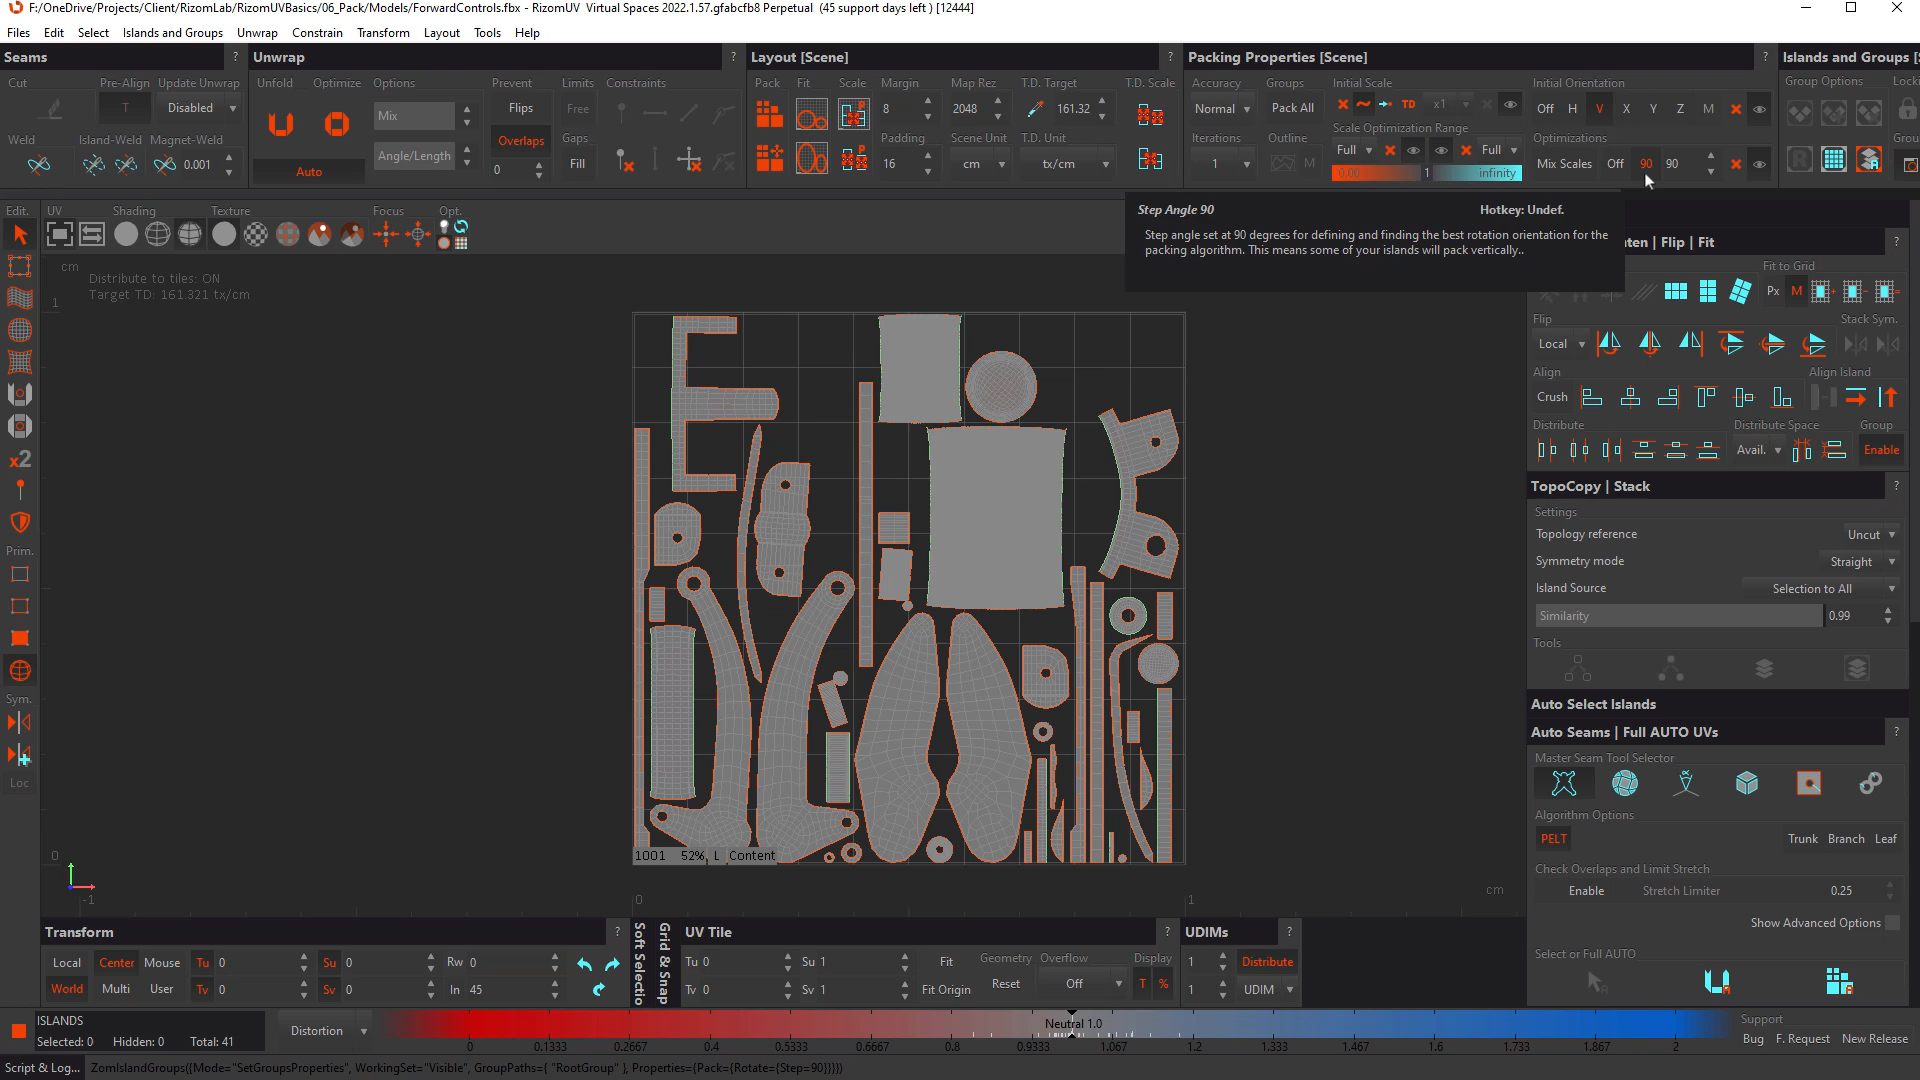 F:/OneDrive/Projects/Client/RizomLab/RizomUVBasics/06_Pack/Models/ForwardControls.fbx - RizomUV Virtual Spaces 2022.1.57.gfabcfb8 Perpetual (45 support days left ) [12444]
Files Edit Select Islands and Groups Unwrap Constrain Transform Layout Tools Help
Seams ? Unwrap ? Layout [Scene] ? Packing Properties [Scene] ? Islands and Groups [S
Cut Pre-Align Update Unwrap Unfold Optimize Options Prevent Limits Constraints Pack Fit Scale Margin Map Rez T.D. Target T.D. Scale Accuracy Groups Initial Scale Initial Orientation Group Options Locki
T Disabled Mix Flips Free 8 2048 161.32 Normal Pack All TD x1 Off H V X Y Z M
Weld Island-Weld Magnet-Weld Overlaps Gaps Padding Scene Unit T.D. Unit Iterations Outline Scale Optimization Range Optimizations Grou
0.001 Auto Angle/Length 0 Fill 16 cm tx/cm 1 M Full Full Mix Scales Off 90 90
0.00 1 infinity
Edit. UV Shading Texture Focus Opt.
Step Angle 90 Hotkey: Undef.
Step angle set at 90 degrees for defining and finding the best rotation orientation for the
packing algorithm. This means some of your islands will pack vertically..
ten | Flip | Fit ?
Fit to Grid
Px M
cm
Distribute to tiles: ON
Target TD: 161.321 tx/cm
1
Flip Stack Sym.
Local
Align Align Island
Crush
Distribute Distribute Space Group
Avail. Enable
x2
TopoCopy | Stack ?
Settings
Topology reference Uncut
Symmetry mode Straight
Island Source Selection to All
Similarity 0.99
Tools
Prim.
Sym.
Loc
Auto Select Islands
Auto Seams | Full AUTO UVs ?
Master Seam Tool Selector
Algorithm Options
PELT Trunk Branch Leaf
Check Overlaps and Limit Stretch
Enable Stretch Limiter 0.25
Show Advanced Options
Select or Full AUTO
0
1001 52% L Content
-1 0 1 cm
Transform ? Soft Selectio Grid & Snap UV Tile ? UDIMs ?
Local Center Mouse Tu 0 Su 0 Rw 0 Tu 0 Su 1 Fit Geometry Overflow Display 1 Distribute
World Multi User Tv 0 Sv 0 In 45 Tv 0 Sv 1 Fit Origin Reset Off T % 1 UDIM
ISLANDS
Selected: 0 Hidden: 0 Total: 41
Distortion
Neutral 1.0
0 0.1333 0.2667 0.4 0.5333 0.6667 0.8 0.9333 1.067 1.2 1.333 1.467 1.6 1.733 1.867 2
Support
Bug F. Request New Release
Script & Log... ZomIslandGroups({Mode="SetGroupsProperties", WorkingSet="Visible", GroupPaths={ "RootGroup" }, Properties={Pack={Rotate={Step=90}}}})